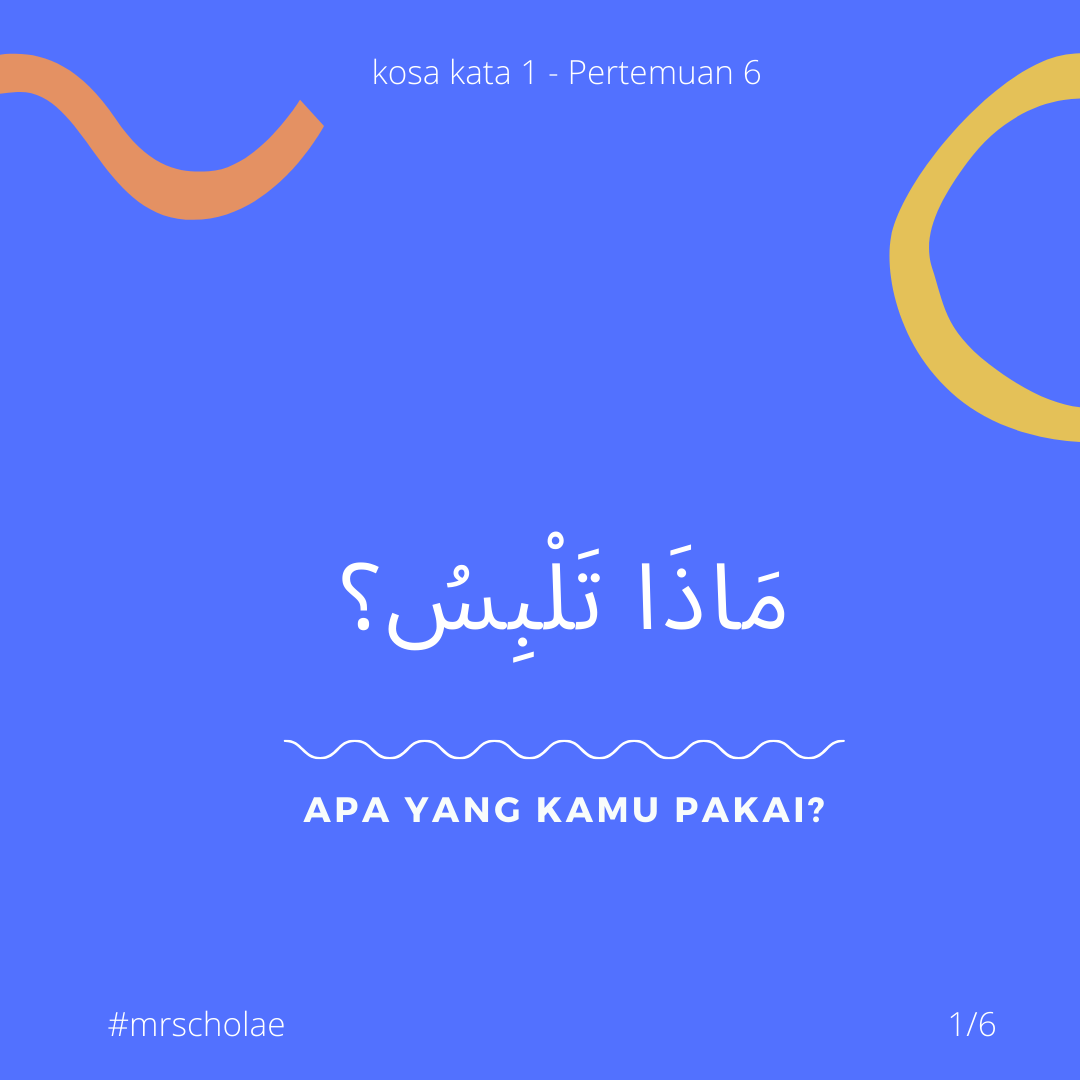 kosa kata 1 - Pertemuan 6
مَاذَا تَلْبِسُ؟
APA YANG KAMU PAKAI?
#mrscholae
1/6